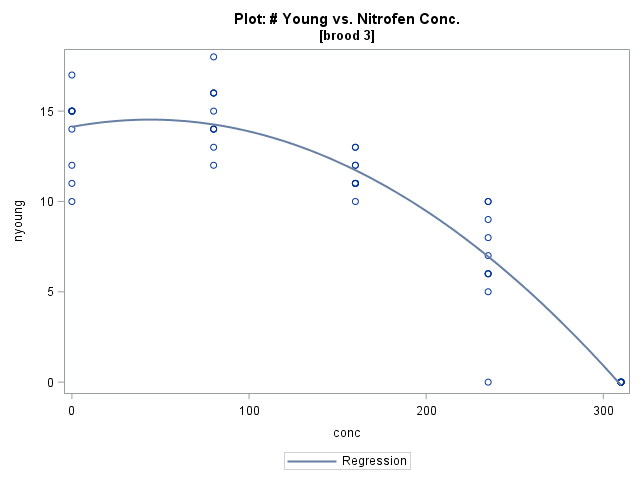 Plot: # Young vs. Nitrofen Conc.
[brood 3]
15
10
5
0
nyoung
0 100 200 300
conc
Regression